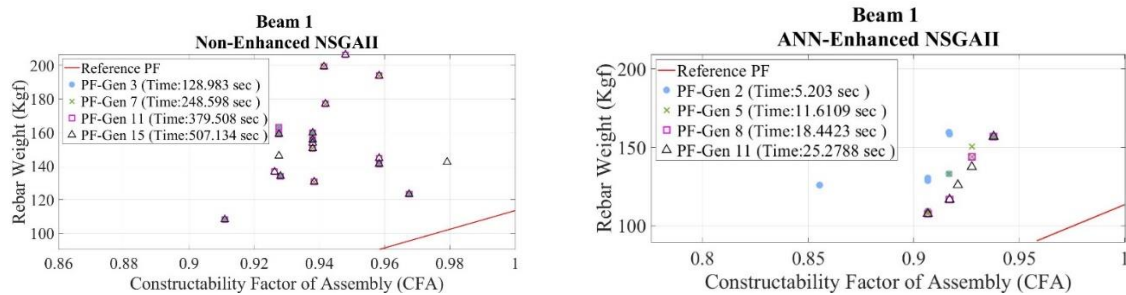 Beam 1
Non-Enhanced NSGAII
Rebar Weight (Kgf)
200
180
160
140
120
100
Reference PF
PF-Gen 3 (Time:128.983 sec )
PF-Gen 7 (Time:248.598 sec )
PF-Gen 11 (Time:379.508 sec )
PF-Gen 15 (Time:507.134 sec )
0.86 0.88 0.9 0.92 0.94 0.96 0.98 1
Constructability Factor of Assembly (CFA)
Beam 1
ANN-Enhanced NSGAII
Rebar Weight (Kgf)
200
150
100
Reference PF
PF-Gen 2 (Time:5.203 sec )
PF-Gen 5 (Time:11.6109 sec )
PF-Gen 8 (Time:18.4423 sec )
PF-Gen 11 (Time:25.2788 sec )
0.8 0.85 0.9 0.95 1
Constructability Factor of Assembly (CFA)